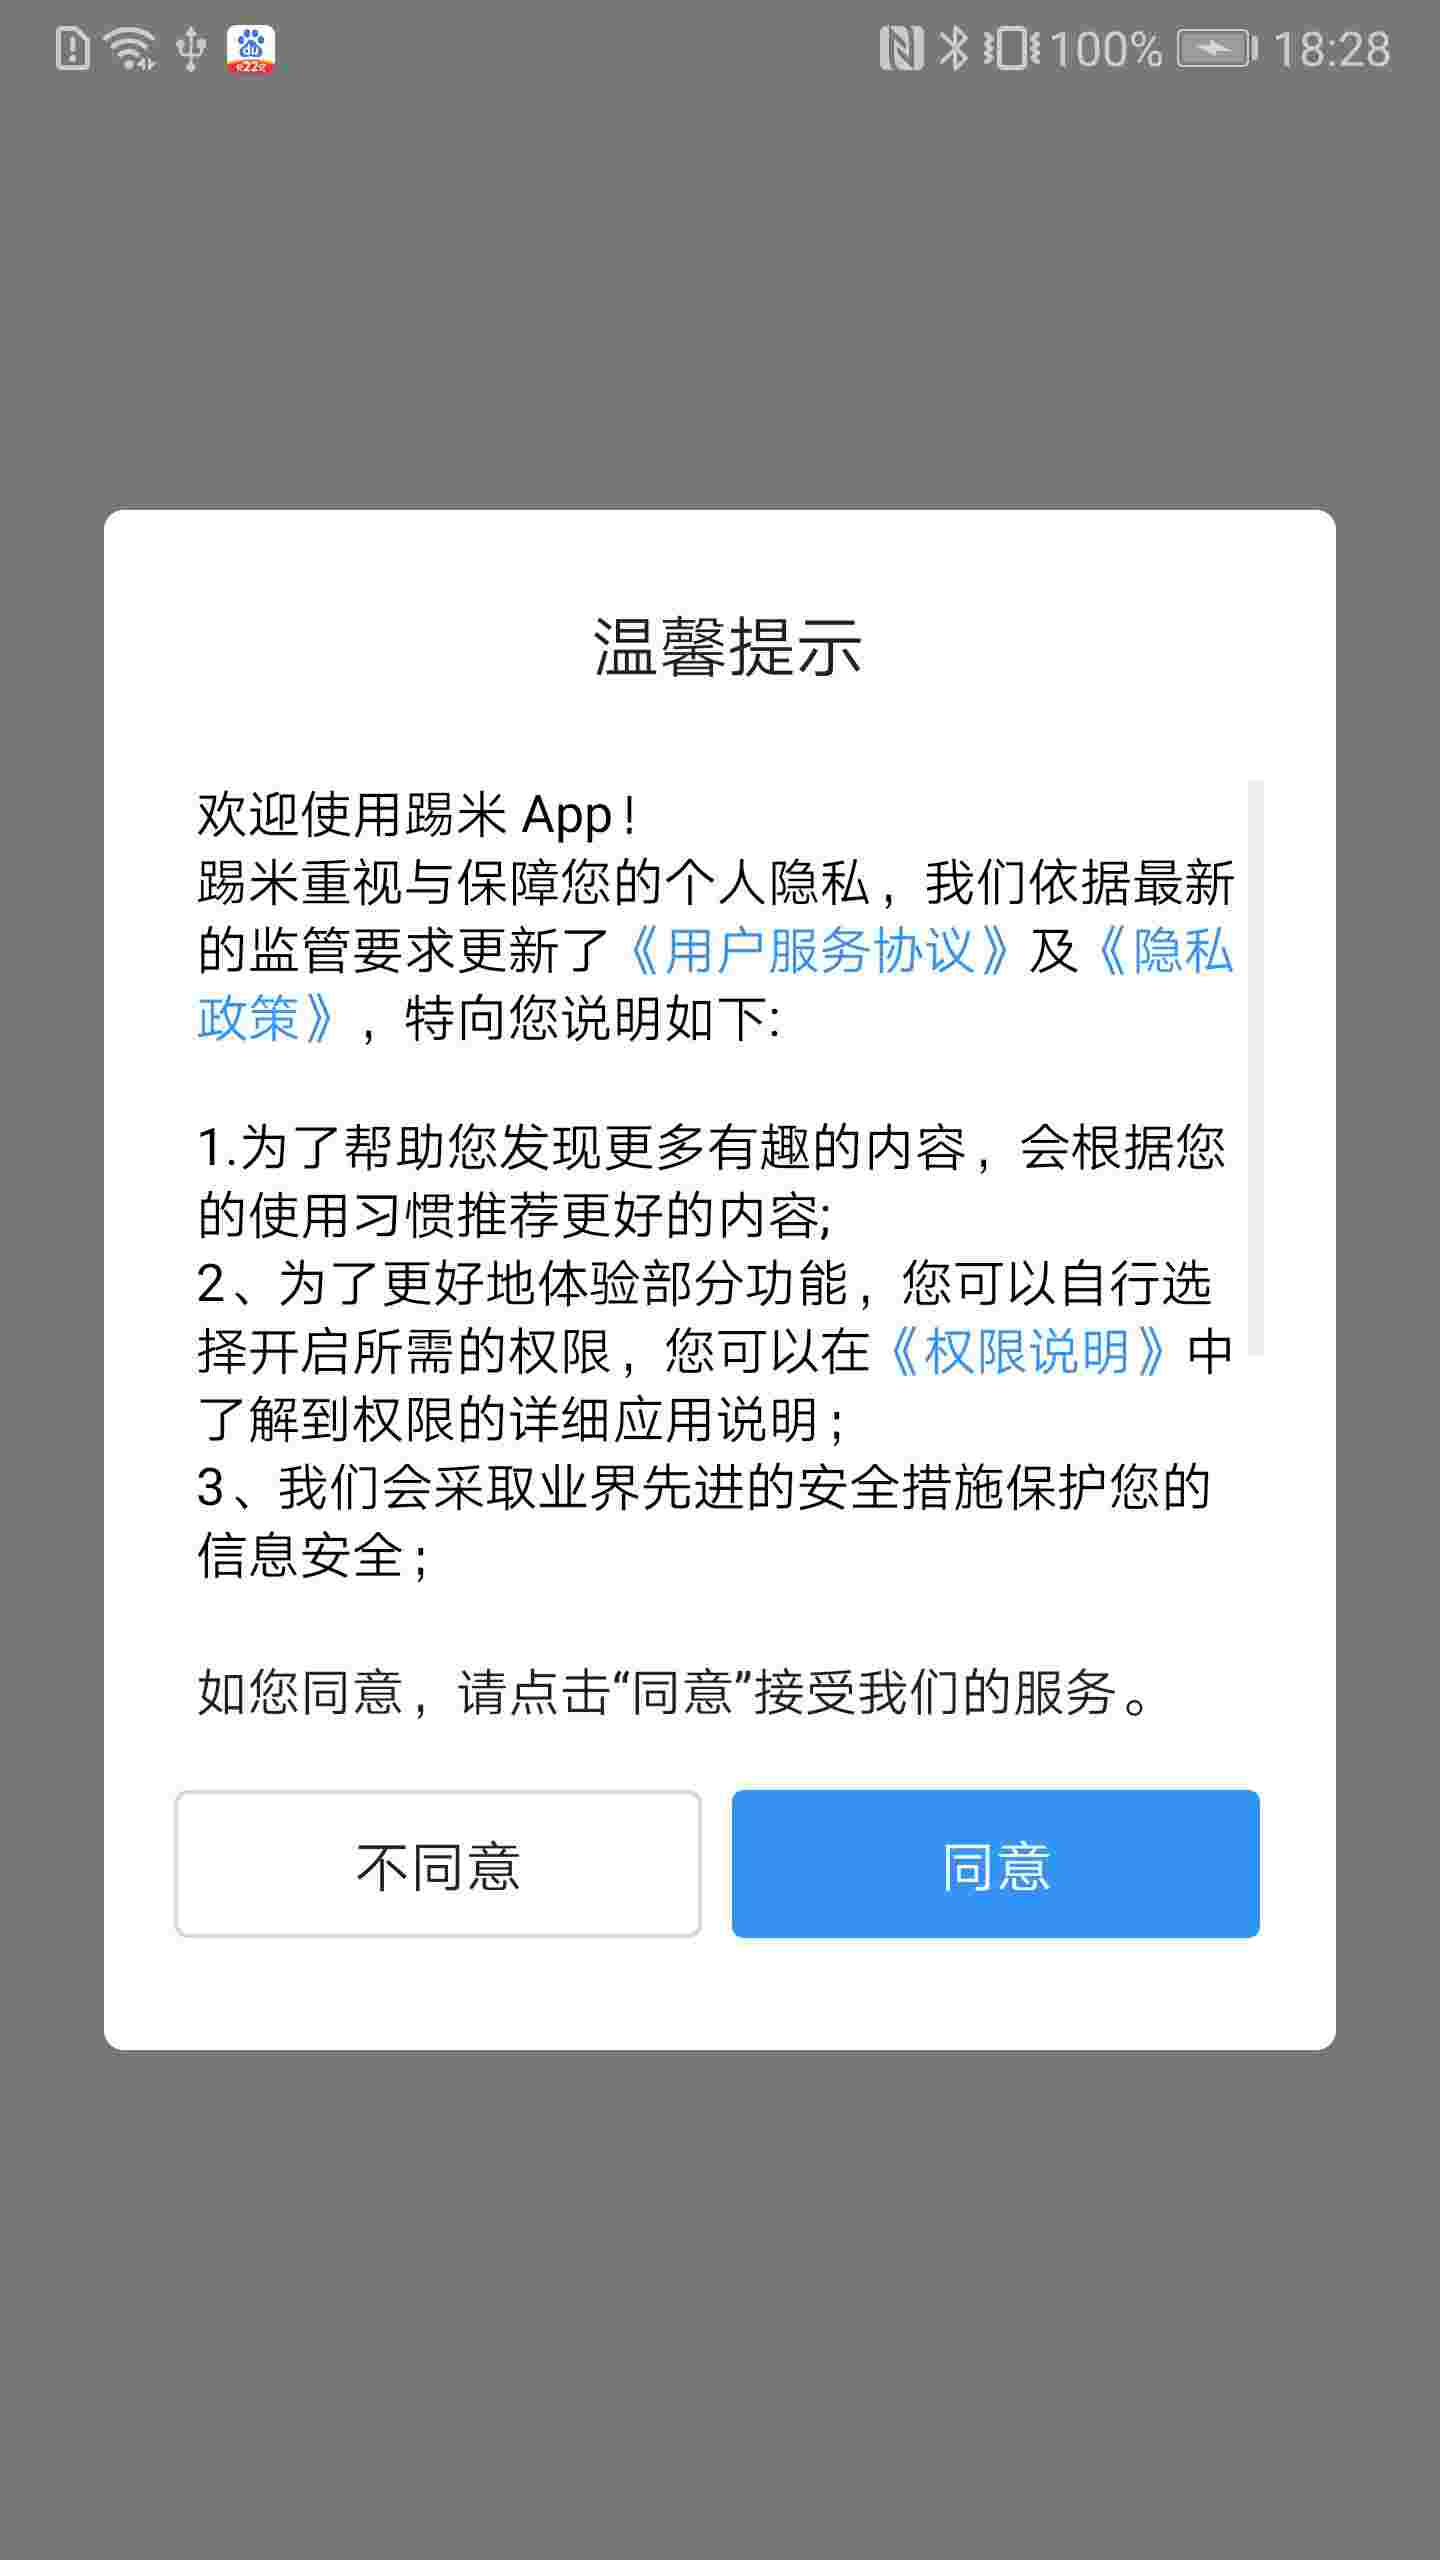 100% 18:28
温馨提示
欢迎使用踢米 App！
踢米重视与保障您的个人隐私，我们依据最新
的监管要求更新了《用户服务协议》及《隐私
政策》，特向您说明如下:
1.为了帮助您发现更多有趣的内容，会根据您
的使用习惯推荐更好的内容;
2、为了更好地体验部分功能，您可以自行选
择开启所需的权限，您可以在《权限说明》中
了解到权限的详细应用说明；
3、我们会采取业界先进的安全措施保护您的
信息安全；
如您同意，请点击“同意”接受我们的服务。
不同意 同意